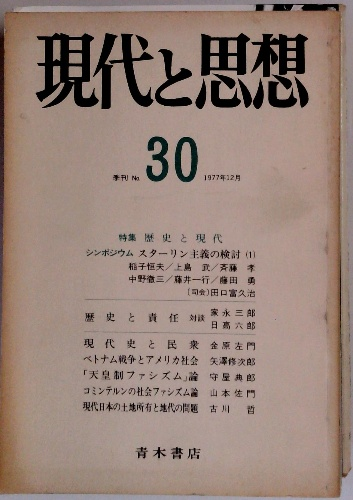 現代と思想
季刊 No. 30 1977年12月
特集 歴史と現代
シンポジウム スターリン主義の検討 (1)
稲子恒夫／上島 武／斉藤 孝
中野徹三／藤井一行／藤田 勇
(司会)田口富久治
歴史と責任 対談 家永三郎
日高六郎
現代史と民衆 金原左門
ベトナム戦争とアメリカ社会 矢澤修次郎
「天皇制ファシズム」論 守屋典郎
コミンテルンの社会ファシズム論 山本佐門
現代日本の土地所有と地代の問題 古川 哲
青木書店